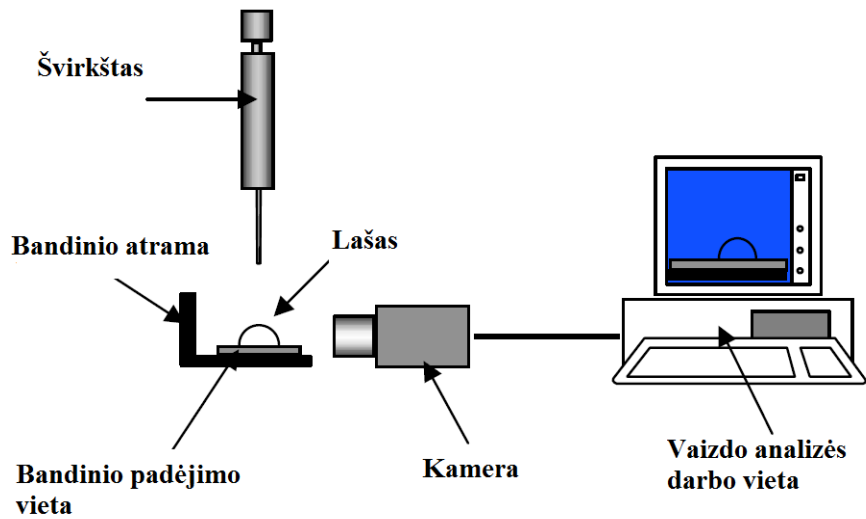 Švirkštas
Bandinio atrama
Lašas
Bandinio padėjimo
vieta
Kamera
Vaizdo analizės
darbo vieta